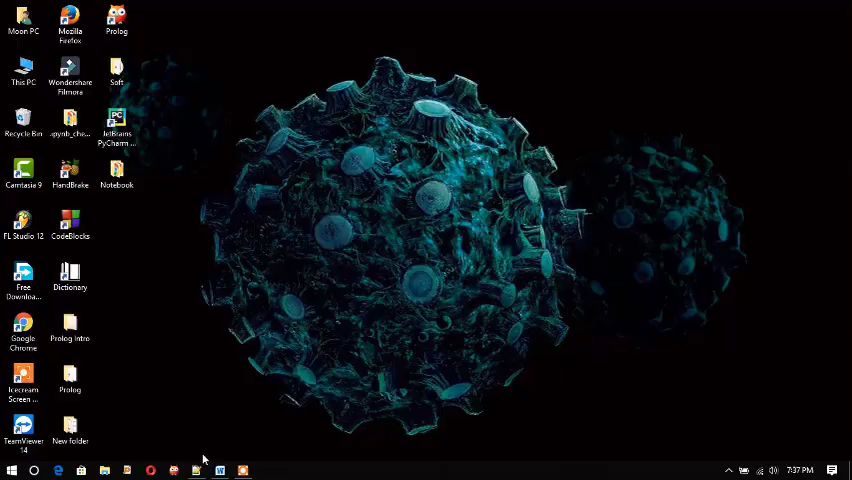 Moon PC
Mozilla
Firefox
Prolog
This PC
Wondershare
Filmora
Soft
Recycle Bin
.ipynb_che...
JetBrains
PyCharm ...
Camtasia 9
HandBrake
Notebook
FL Studio 12
CodeBlocks
Free
Downloa...
Dictionary
Google
Chrome
Prolog Intro
Icecream
Screen ...
Prolog
TeamViewer
14
New folder
7:37 PM